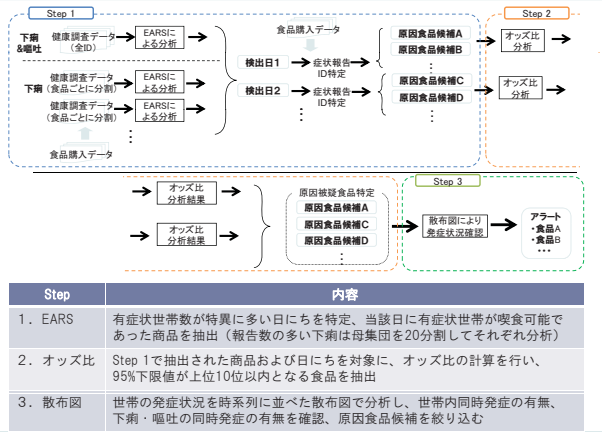 Step 1
Step 2
下痢
&嘔吐
健康調査データ
(全ID)
EARSに
よる分析
食品購入データ
検出日1
症状報告
ID特定
原因食品候補A
原因食品候補B
オッズ比
分析
下痢
健康調査データ
(食品ごとに分割)
EARSに
よる分析
健康調査データ
(食品ごとに分割)
EARSに
よる分析
検出日2
症状報告
ID特定
原因食品候補C
原因食品候補D
オッズ比
分析
食品購入データ
Step 3
オッズ比
分析結果
オッズ比
分析結果
原因被疑食品特定
原因食品候補A
原因食品候補C
原因食品候補D
散布図により
発症状況確認
アラート
・食品A
・食品B
・・・
Step 内容
1．EARS 有症状世帯数が特異に多い日にちを特定、当該日に有症状世帯が喫食可能で
あった商品を抽出（報告数の多い下痢は母集団を20分割してそれぞれ分析）
2．オッズ比 Step 1で抽出された商品および日にちを対象に、オッズ比の計算を行い、
95%下限値が上位10位以内となる食品を抽出
3．散布図 世帯の発症状況を時系列に並べた散布図で分析し、世帯内同時発症の有無、
下痢・嘔吐の同時発症の有無を確認、原因食品候補を絞り込む